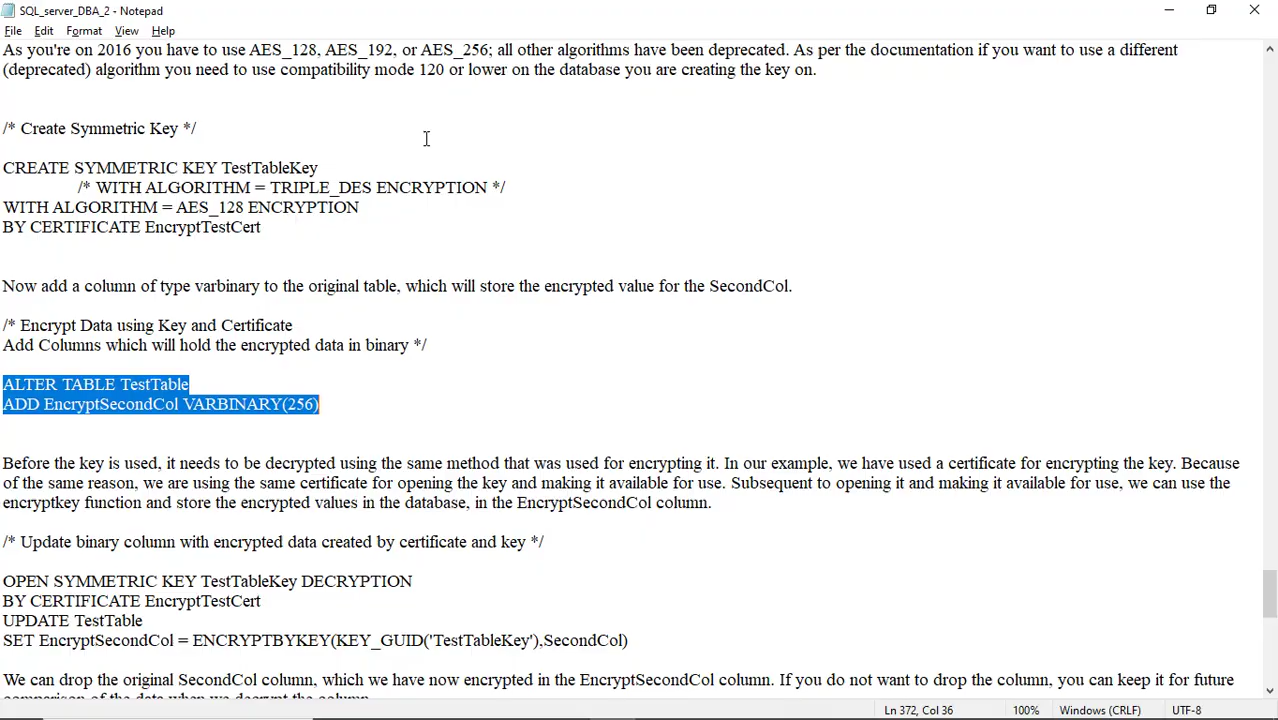 SQL_server_DBA_2 - Notepad
File Edit Format View Help
As you're on 2016 you have to use AES_128, AES_192, or AES_256; all other algorithms have been deprecated. As per the documentation if you want to use a different
(deprecated) algorithm you need to use compatibility mode 120 or lower on the database you are creating the key on.
/* Create Symmetric Key */
CREATE SYMMETRIC KEY TestTableKey
/* WITH ALGORITHM = TRIPLE_DES ENCRYPTION */
WITH ALGORITHM = AES_128 ENCRYPTION
BY CERTIFICATE EncryptTestCert
Now add a column of type varbinary to the original table, which will store the encrypted value for the SecondCol.
/* Encrypt Data using Key and Certificate
Add Columns which will hold the encrypted data in binary */
ALTER TABLE TestTable
ADD EncryptSecondCol VARBINARY(256)
Before the key is used, it needs to be decrypted using the same method that was used for encrypting it. In our example, we have used a certificate for encrypting the key. Because
of the same reason, we are using the same certificate for opening the key and making it available for use. Subsequent to opening it and making it available for use, we can use the
encryptkey function and store the encrypted values in the database, in the EncryptSecondCol column.
/* Update binary column with encrypted data created by certificate and key */
OPEN SYMMETRIC KEY TestTableKey DECRYPTION
BY CERTIFICATE EncryptTestCert
UPDATE TestTable
SET EncryptSecondCol = ENCRYPTBYKEY(KEY_GUID('TestTableKey'),SecondCol)
We can drop the original SecondCol column, which we have now encrypted in the EncryptSecondCol column. If you do not want to drop the column, you can keep it for future
comparison of the data when we decrypt the column.
Ln 372, Col 36 100% Windows (CRLF) UTF-8